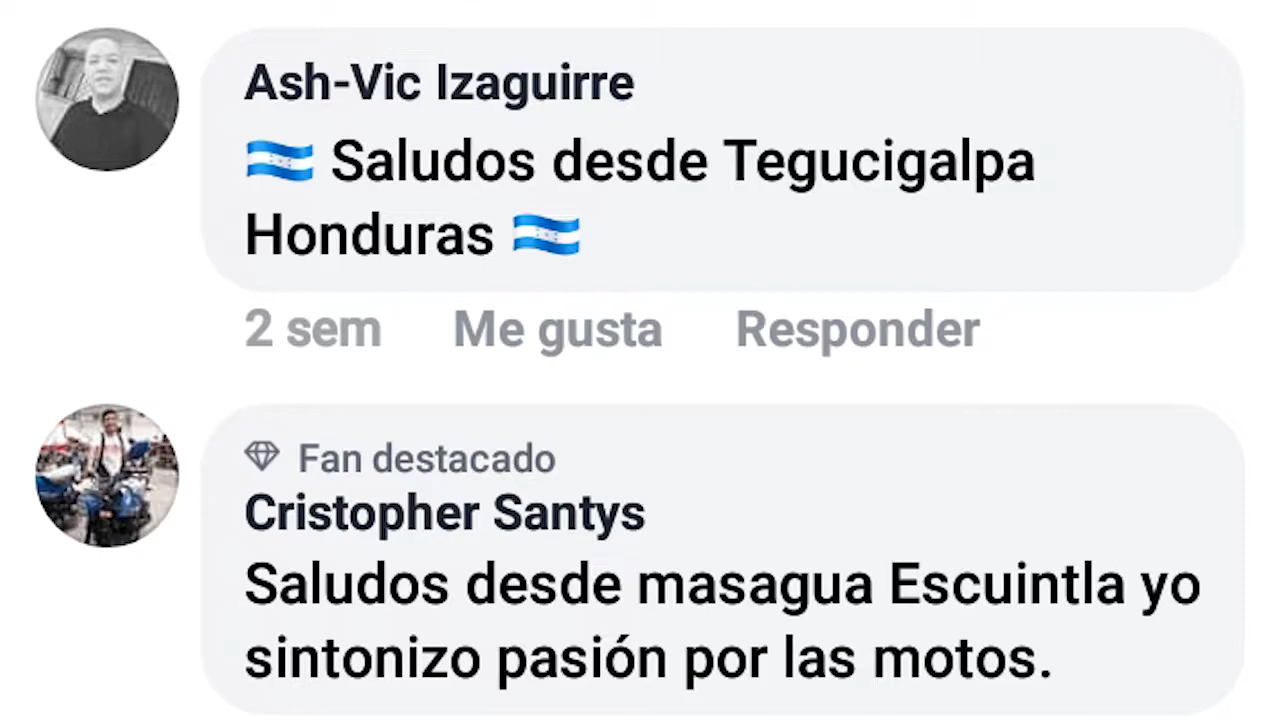 Ash-Vic Izaguirre
🇭🇳 Saludos desde Tegucigalpa
Honduras 🇭🇳
2 sem Me gusta Responder
Fan destacado
Cristopher Santys
Saludos desde masagua Escuintla yo
sintonizo pasión por las motos.